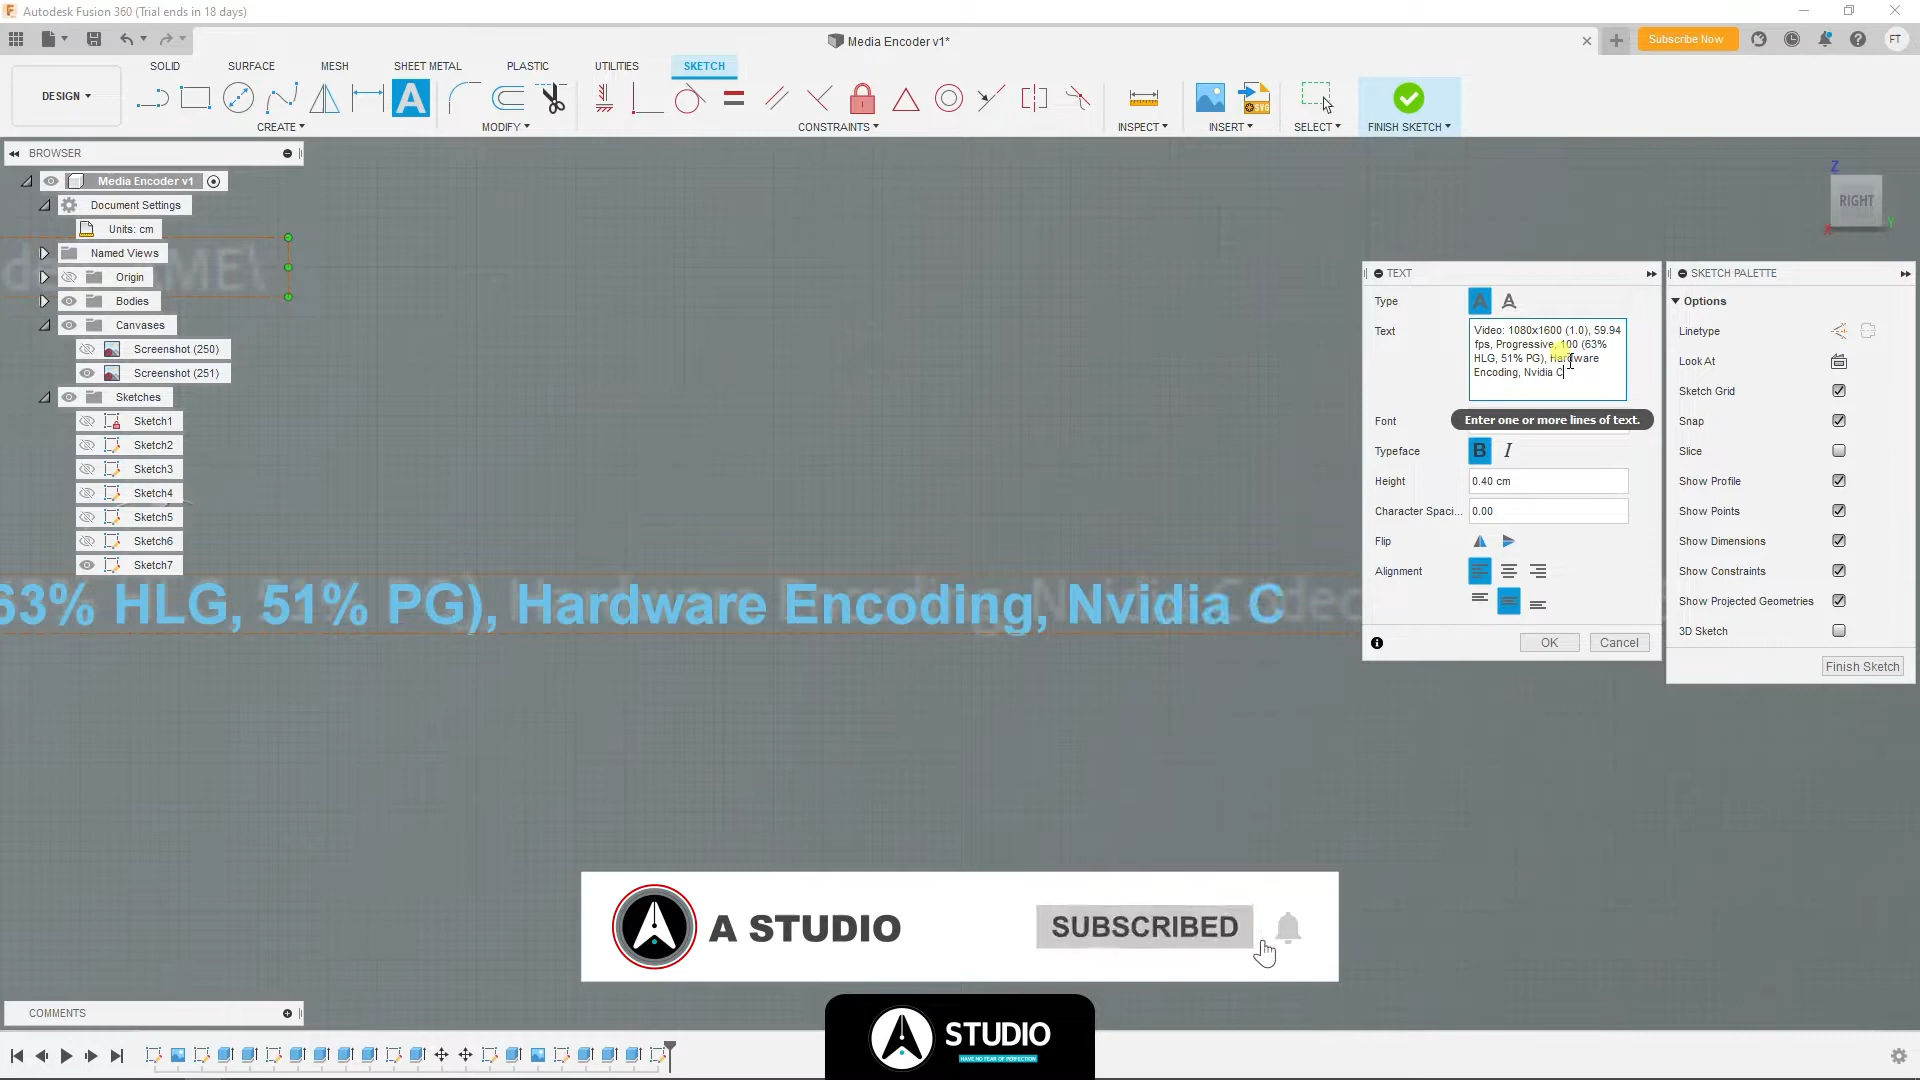 Autodesk Fusion 360 (Trial ends in 18 days)
Media Encoder v1*
Subscribe Now
FT
DESIGN
SOLID
SURFACE
MESH
SHEET METAL
PLASTIC
UTILITIES
SKETCH
CREATE
MODIFY
CONSTRAINTS
INSPECT
INSERT
SELECT
FINISH SKETCH
BROWSER
Media Encoder v1
Document Settings
Units: cm
Named Views
Origin
Bodies
Canvases
Screenshot (250)
Screenshot (251)
Sketches
Sketch1
Sketch2
Sketch3
Sketch4
Sketch5
Sketch6
Sketch7
Z
RIGHT
X
Y
TEXT
Type
Text
Video: 1080x1600 (1.0), 59.94
fps, Progressive, 100 (63%
HLG, 51% PG), Hardware
Encoding, Nvidia C
Enter one or more lines of text.
Font
Typeface
B I
Height
0.40 cm
Character Spaci...
0.00
Flip
Alignment
OK
Cancel
SKETCH PALETTE
Options
Linetype
Look At
Sketch Grid
Snap
Slice
Show Profile
Show Points
Show Dimensions
Show Constraints
Show Projected Geometries
3D Sketch
Finish Sketch
63% HLG, 51% PG), Hardware Encoding, Nvidia C
A STUDIO
SUBSCRIBED
COMMENTS
STUDIO
HAVE NO FEAR OF PERFECTION